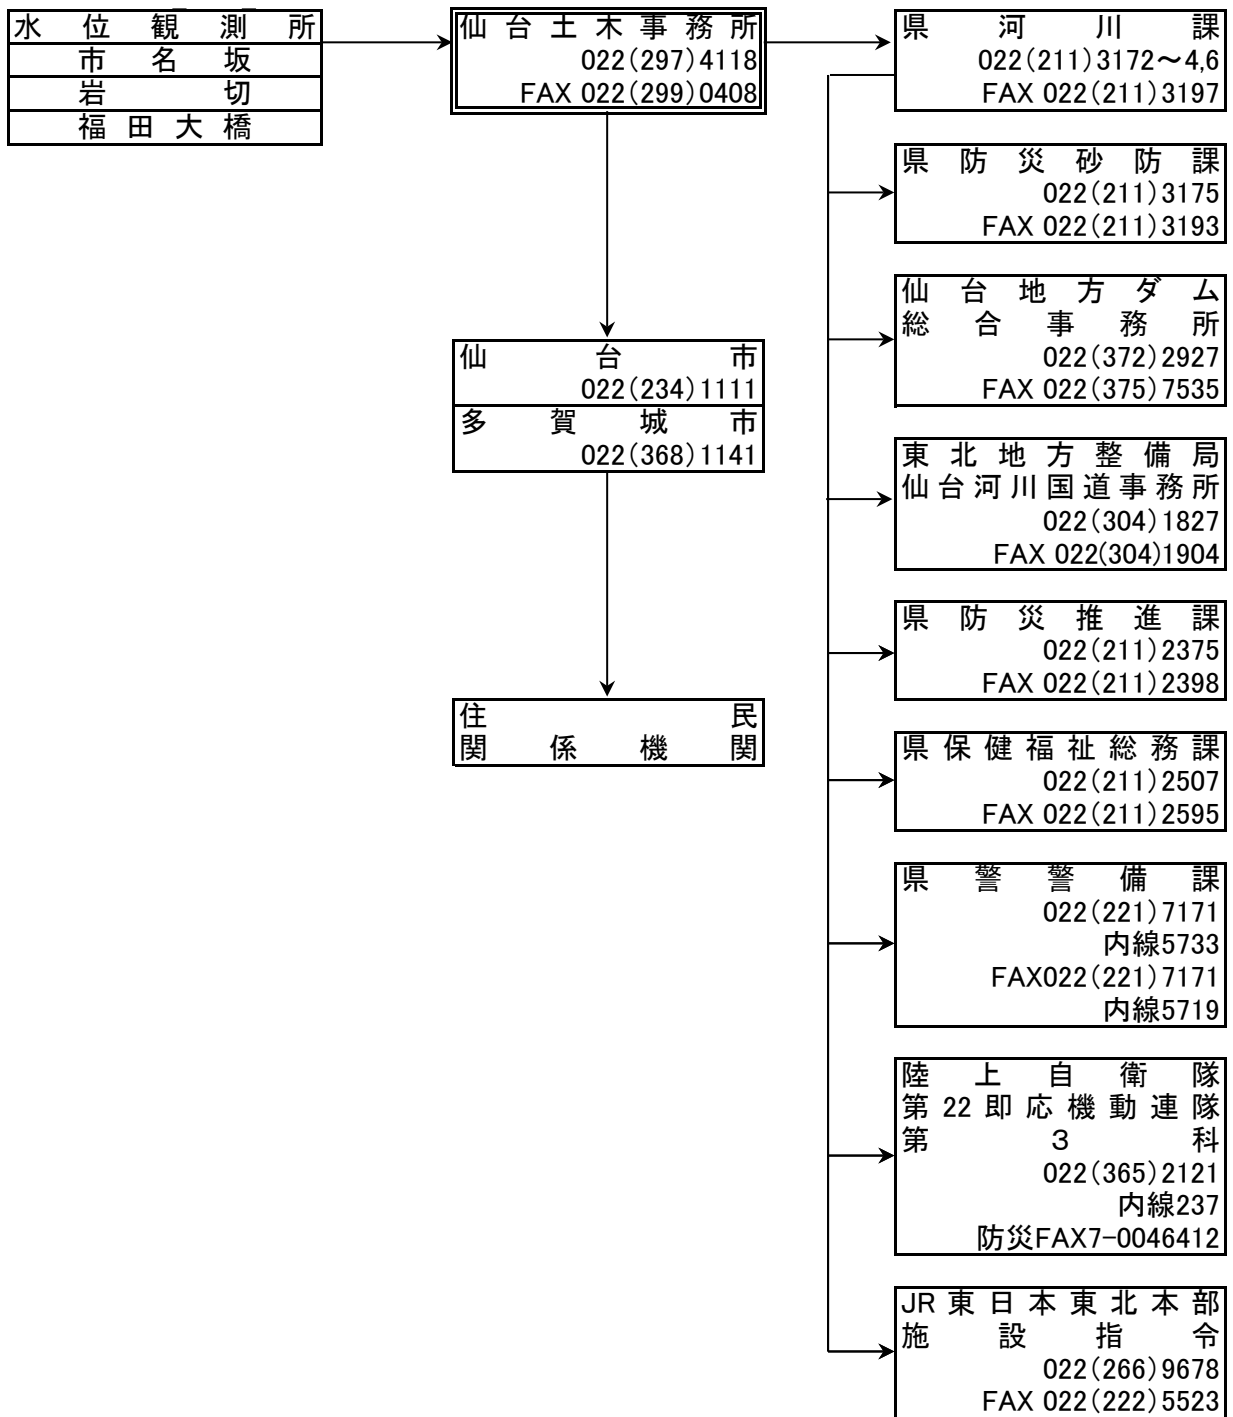 水位観測所
市名坂
岩切
福田大橋
仙台土木事務所
022(297)4118
FAX 022(299)0408
仙台市
022(234)1111
多賀城市
022(368)1141
住民
関係機関
県河川課
022(211)3172～4,6
FAX 022(211)3197
県防災砂防課
022(211)3175
FAX 022(211)3193
仙台地方ダム
総合事務所
022(372)2927
FAX 022(375)7535
東北地方整備局
仙台河川国道事務所
022(304)1827
FAX 022(304)1904
県防災推進課
022(211)2375
FAX 022(211)2398
県保健福祉総務課
022(211)2507
FAX 022(211)2595
県警警備課
022(221)7171
内線5733
FAX022(221)7171
内線5719
陸上自衛隊
第22即応機動連隊
第３科
022(365)2121
内線237
防災FAX7-0046412
JR東日本東北本部
施設指令
022(266)9678
FAX 022(222)5523